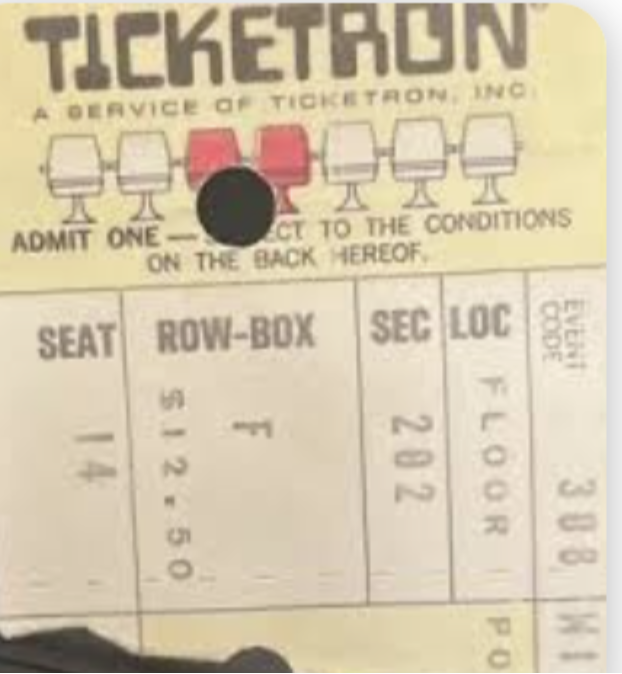 TICKETRON
A SERVICE OF TICKETRON, INC.
ADMIT ONE — CT TO THE CONDITIONS
ON THE BACK HEREOF.
SEAT ROW-BOX SEC LOC EVENT CODE
14 F 202 FLOOR 308
$12.50
PO